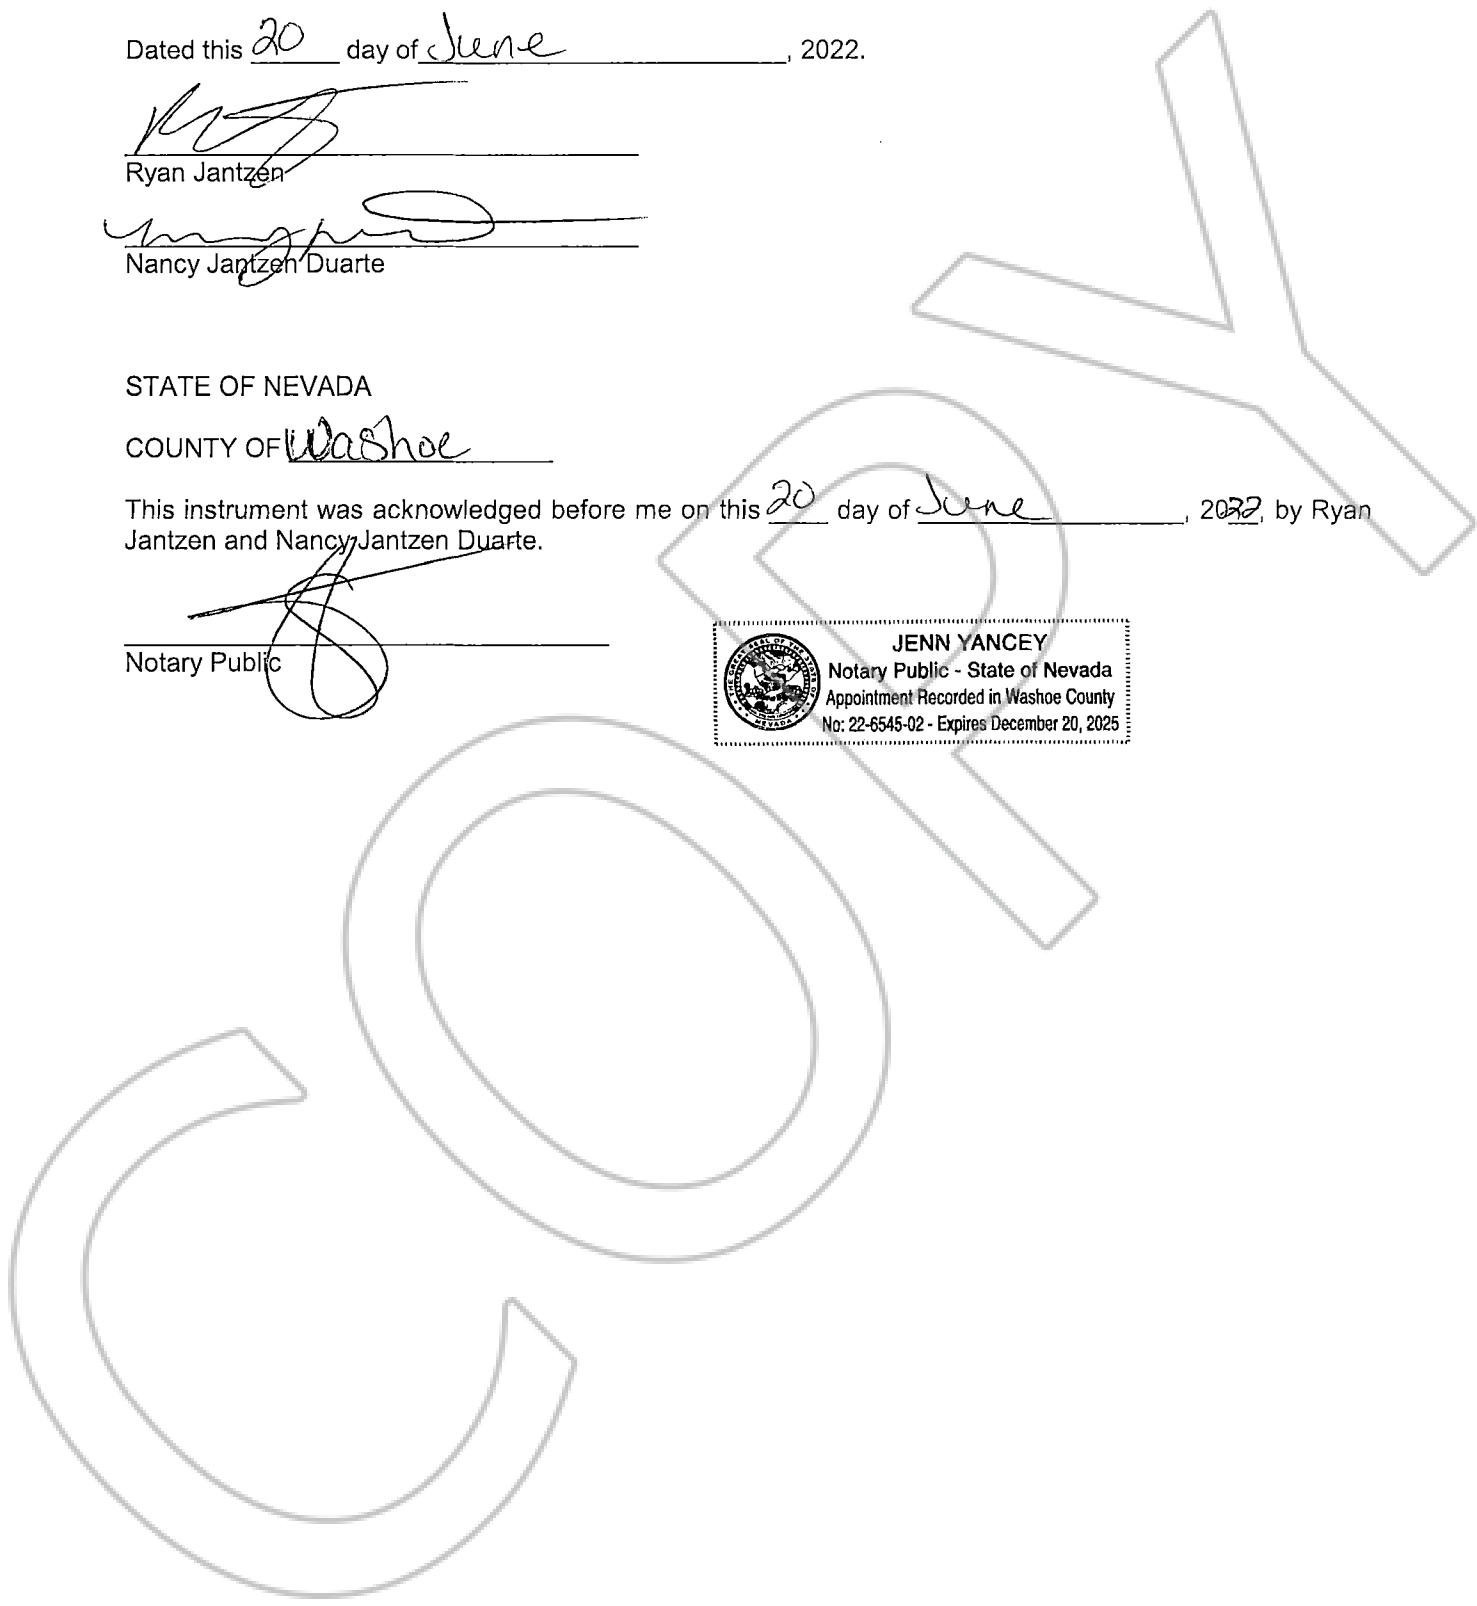 Dated this 20 day of June, 2022.
Ryan Jantzen
Nancy Jantzen Duarte
STATE OF NEVADA
COUNTY OF Washoe
This instrument was acknowledged before me on this 20 day of June, 2022, by Ryan
Jantzen and Nancy Jantzen Duarte.
Notary Public
JENN YANCEY
Notary Public - State of Nevada
Appointment Recorded in Washoe County
No: 22-6545-02 - Expires December 20, 2025
COPY